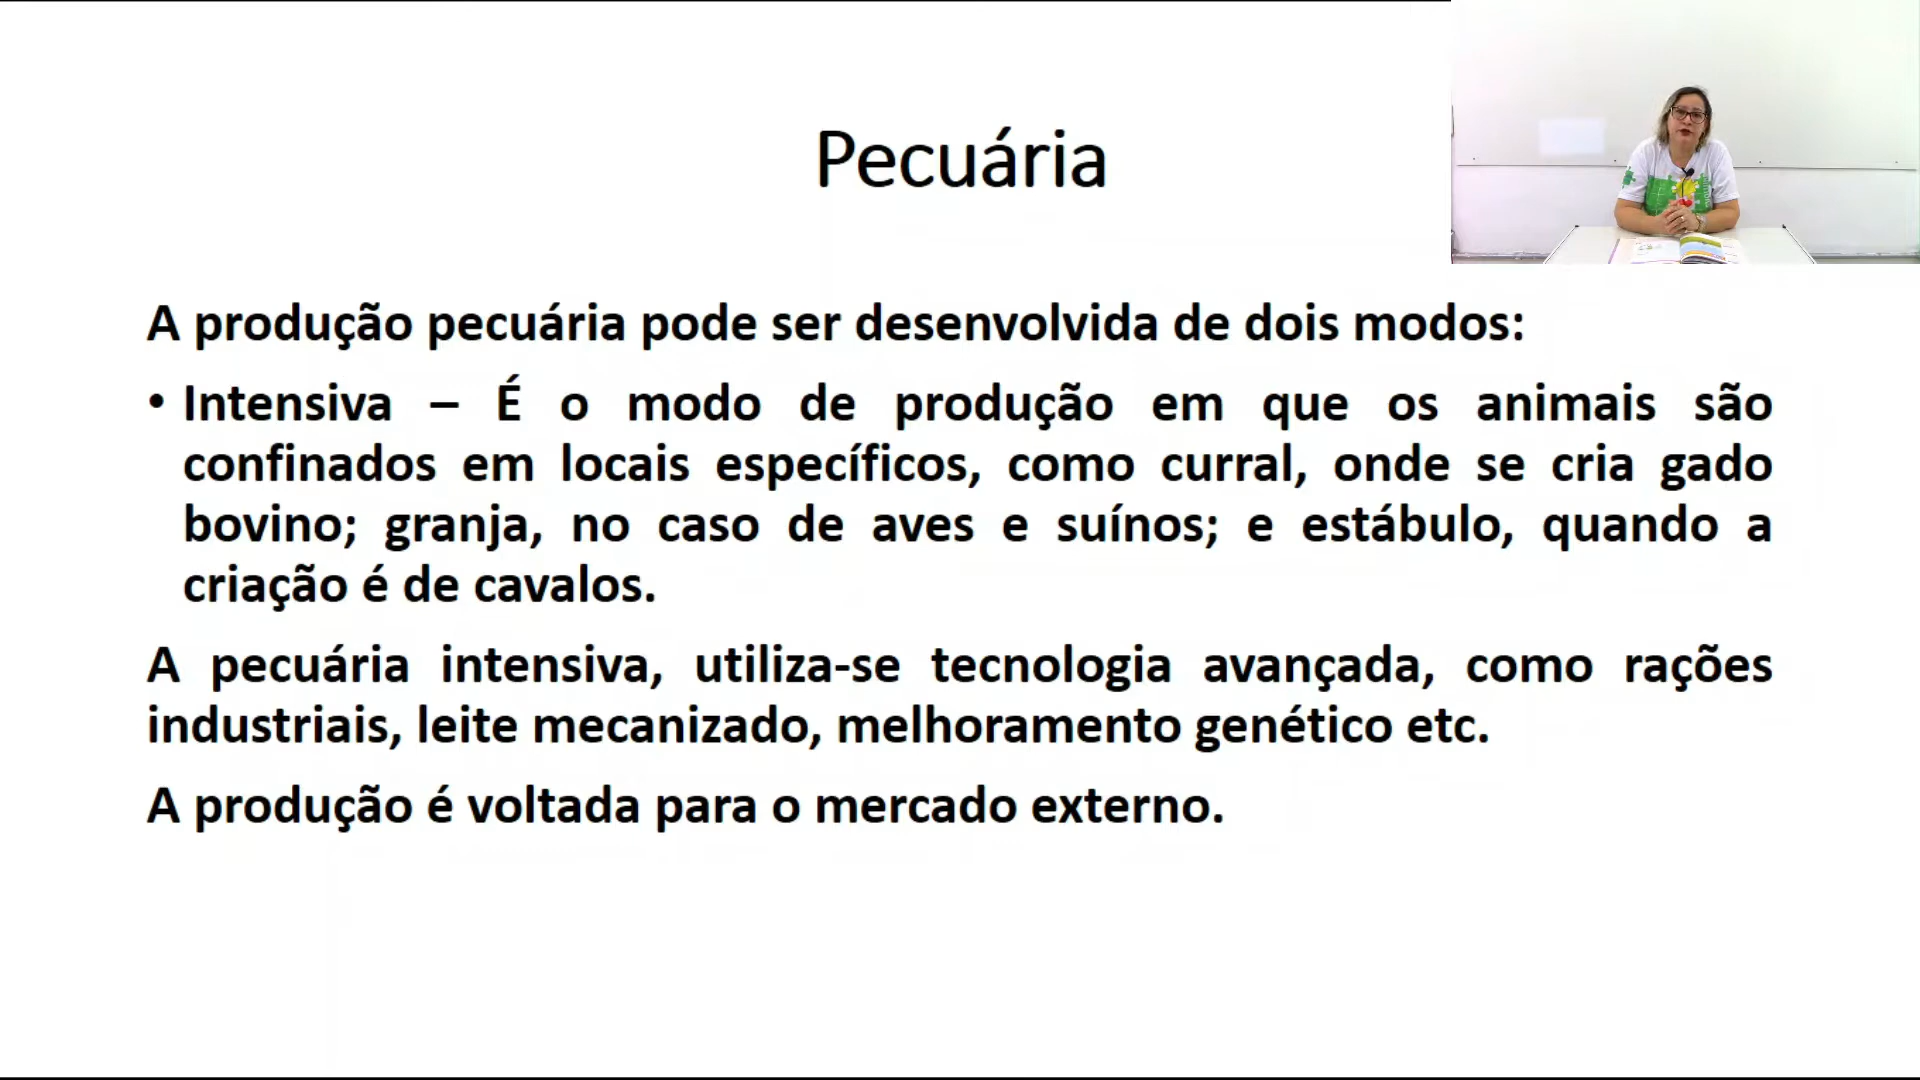 Pecuária
A produção pecuária pode ser desenvolvida de dois modos:
• Intensiva – É o modo de produção em que os animais são
confinados em locais específicos, como curral, onde se cria gado
bovino; granja, no caso de aves e suínos; e estábulo, quando a
criação é de cavalos.
A pecuária intensiva, utiliza-se tecnologia avançada, como rações
industriais, leite mecanizado, melhoramento genético etc.
A produção é voltada para o mercado externo.